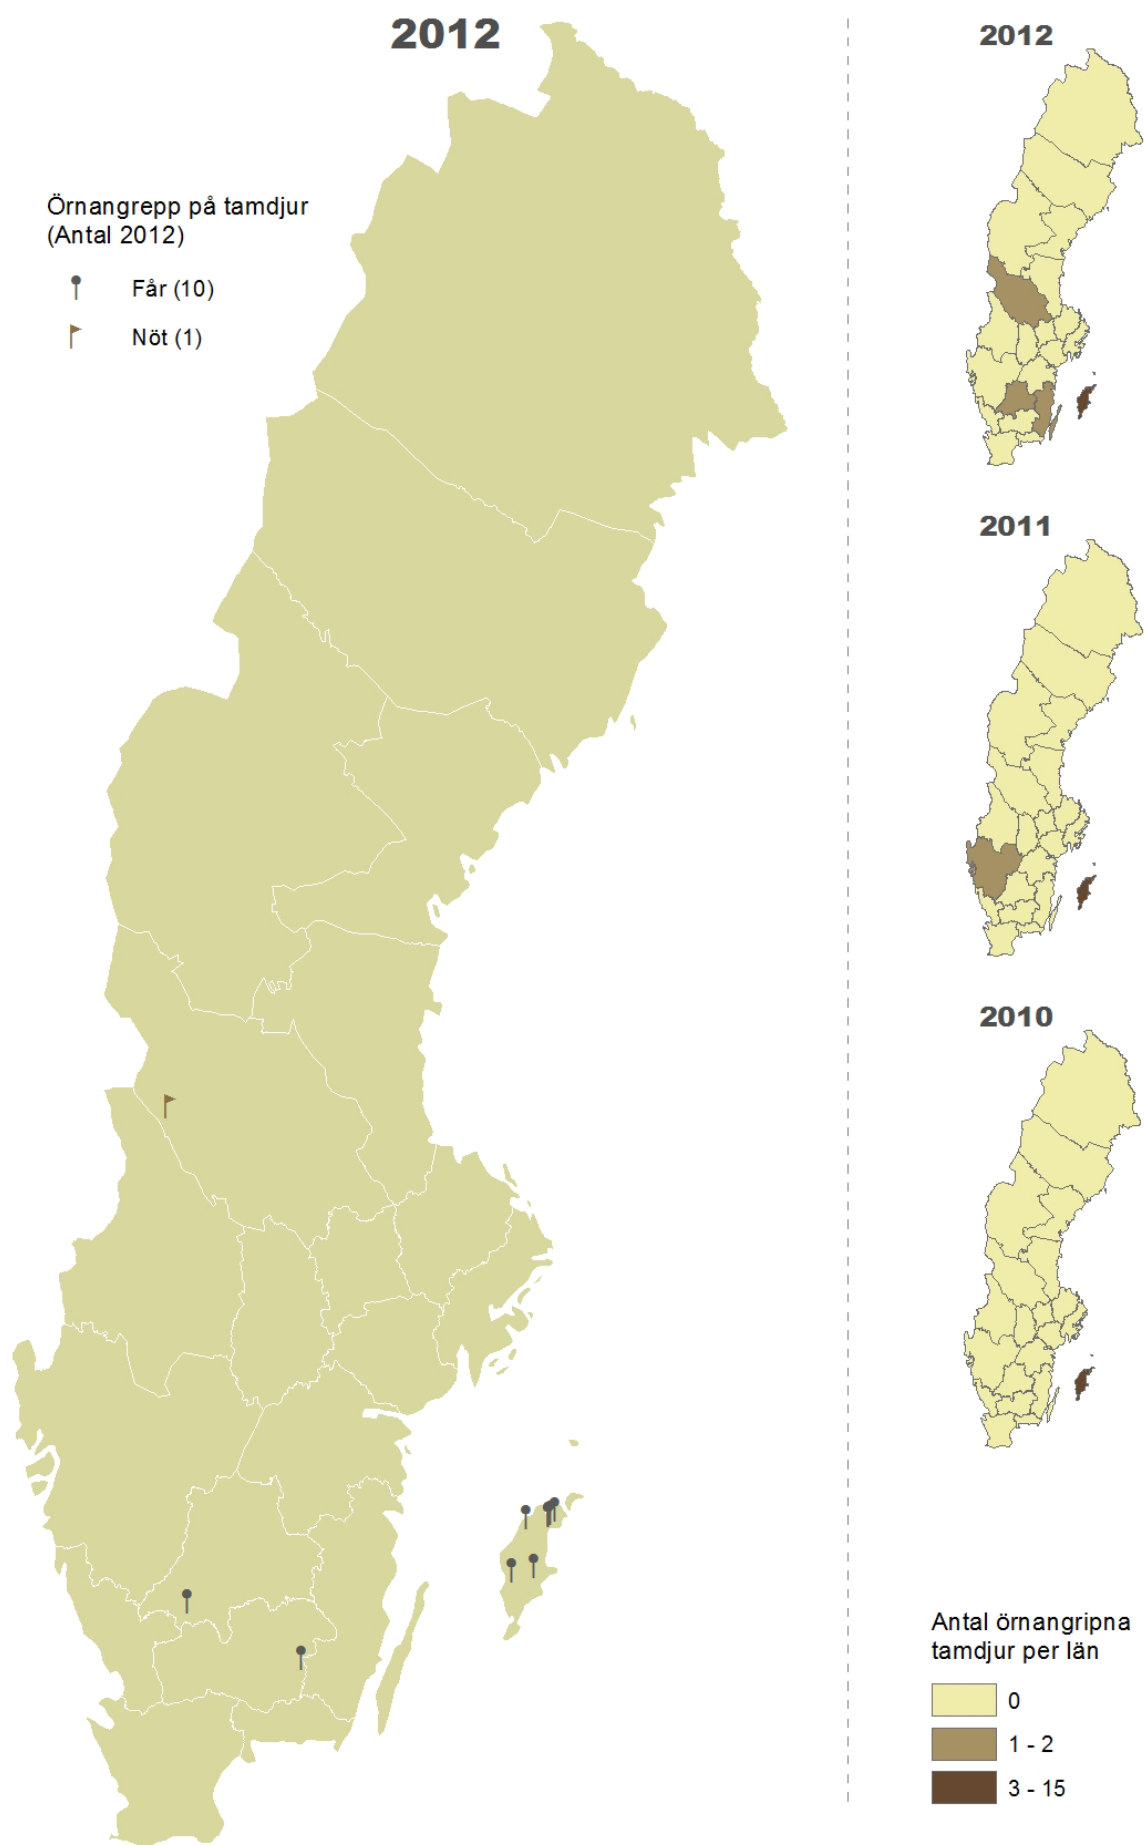 2012
Örnangrepp på tamdjur
(Antal 2012)
Får (10)
Nöt (1)
2012
2011
2010
Antal örnangripna
tamdjur per län
0
1 - 2
3 - 15